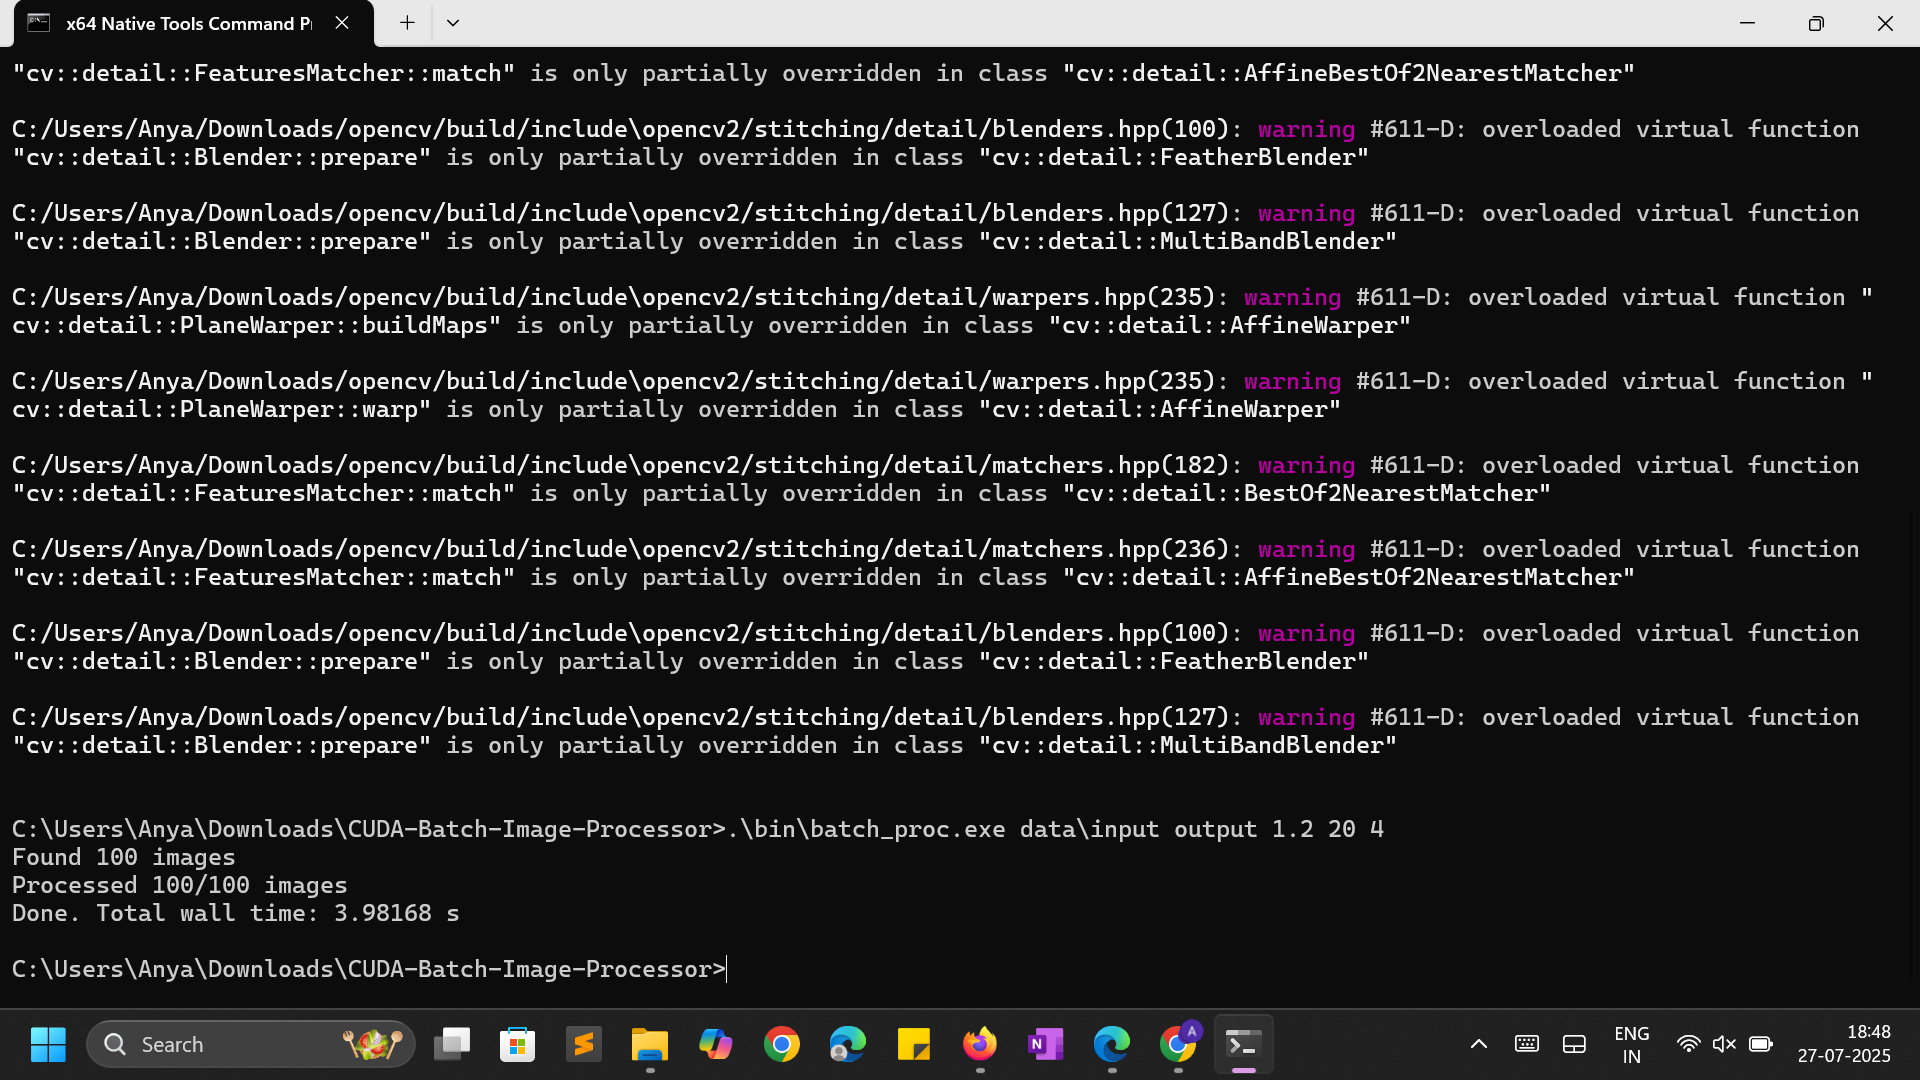 x64 Native Tools Command P
"cv::detail::FeaturesMatcher::match" is only partially overridden in class "cv::detail::AffineBestOf2NearestMatcher"
C:/Users/Anya/Downloads/opencv/build/include\opencv2/stitching/detail/blenders.hpp(100): warning #611-D: overloaded virtual function
"cv::detail::Blender::prepare" is only partially overridden in class "cv::detail::FeatherBlender"
C:/Users/Anya/Downloads/opencv/build/include\opencv2/stitching/detail/blenders.hpp(127): warning #611-D: overloaded virtual function
"cv::detail::Blender::prepare" is only partially overridden in class "cv::detail::MultiBandBlender"
C:/Users/Anya/Downloads/opencv/build/include\opencv2/stitching/detail/warpers.hpp(235): warning #611-D: overloaded virtual function "
cv::detail::PlaneWarper::buildMaps" is only partially overridden in class "cv::detail::AffineWarper"
C:/Users/Anya/Downloads/opencv/build/include\opencv2/stitching/detail/warpers.hpp(235): warning #611-D: overloaded virtual function "
cv::detail::PlaneWarper::warp" is only partially overridden in class "cv::detail::AffineWarper"
C:/Users/Anya/Downloads/opencv/build/include\opencv2/stitching/detail/matchers.hpp(182): warning #611-D: overloaded virtual function
"cv::detail::FeaturesMatcher::match" is only partially overridden in class "cv::detail::BestOf2NearestMatcher"
C:/Users/Anya/Downloads/opencv/build/include\opencv2/stitching/detail/matchers.hpp(236): warning #611-D: overloaded virtual function
"cv::detail::FeaturesMatcher::match" is only partially overridden in class "cv::detail::AffineBestOf2NearestMatcher"
C:/Users/Anya/Downloads/opencv/build/include\opencv2/stitching/detail/blenders.hpp(100): warning #611-D: overloaded virtual function
"cv::detail::Blender::prepare" is only partially overridden in class "cv::detail::FeatherBlender"
C:/Users/Anya/Downloads/opencv/build/include\opencv2/stitching/detail/blenders.hpp(127): warning #611-D: overloaded virtual function
"cv::detail::Blender::prepare" is only partially overridden in class "cv::detail::MultiBandBlender"
C:\Users\Anya\Downloads\CUDA-Batch-Image-Processor>.\bin\batch_proc.exe data\input output 1.2 20 4
Found 100 images
Processed 100/100 images
Done. Total wall time: 3.98168 s
C:\Users\Anya\Downloads\CUDA-Batch-Image-Processor>
Search
A
N
ENG
IN
18:48
27-07-2025